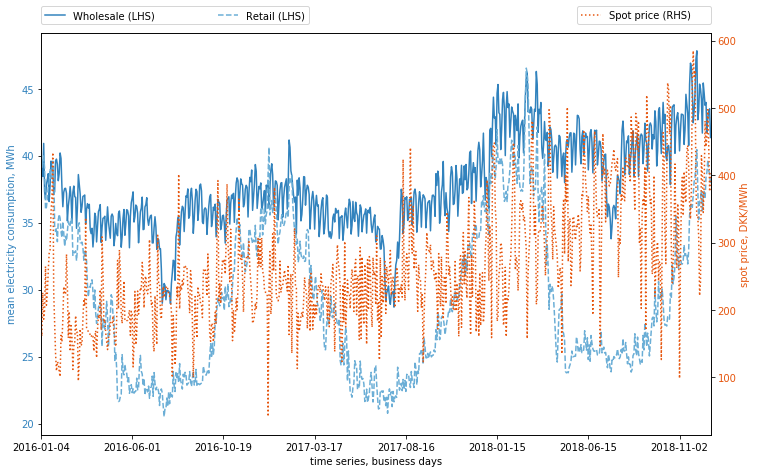 Wholesale (LHS) Retail (LHS) Spot price (RHS)
mean electricity consumption, MWh
45
40
35
30
25
20
600
500
400
300
200
100
spot price, DKK/MWh
2016-01-04 2016-06-01 2016-10-19 2017-03-17 2017-08-16 2018-01-15 2018-06-15 2018-11-02
time series, business days